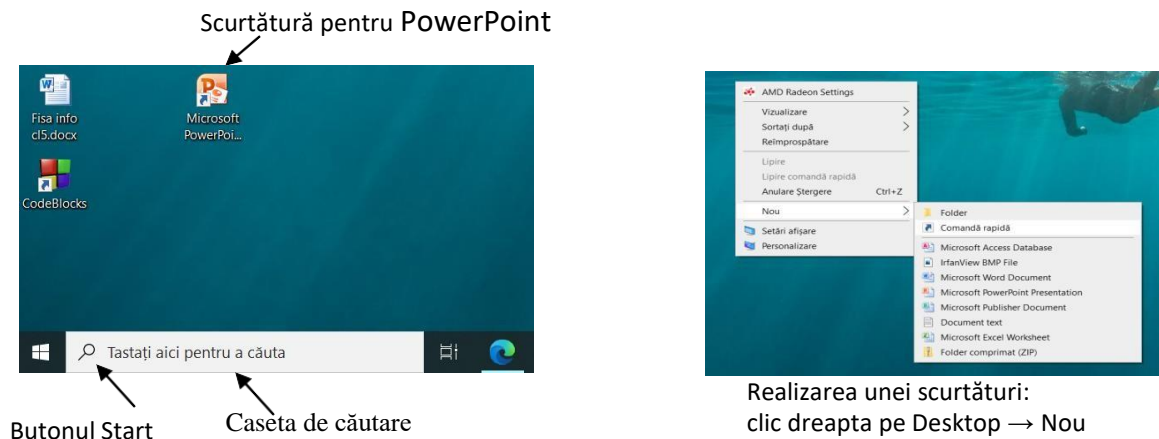 Scurtătură pentru PowerPoint
Fisa info
cl5.docx
Microsoft
PowerPoi...
CodeBlocks
Tastați aici pentru a căuta
Butonul Start
Caseta de căutare
AMD Radeon Settings
Vizualizare
Sortați după
Reîmprospătare
Lipire
Lipire comandă rapidă
Anulare Ștergere Ctrl+Z
Nou
Setări afișare
Personalizare
Folder
Comandă rapidă
Microsoft Access Database
IrfanView BMP File
Microsoft Word Document
Microsoft PowerPoint Presentation
Microsoft Publisher Document
Document text
Microsoft Excel Worksheet
Folder comprimat (ZIP)
Realizarea unei scurtături:
clic dreapta pe Desktop → Nou